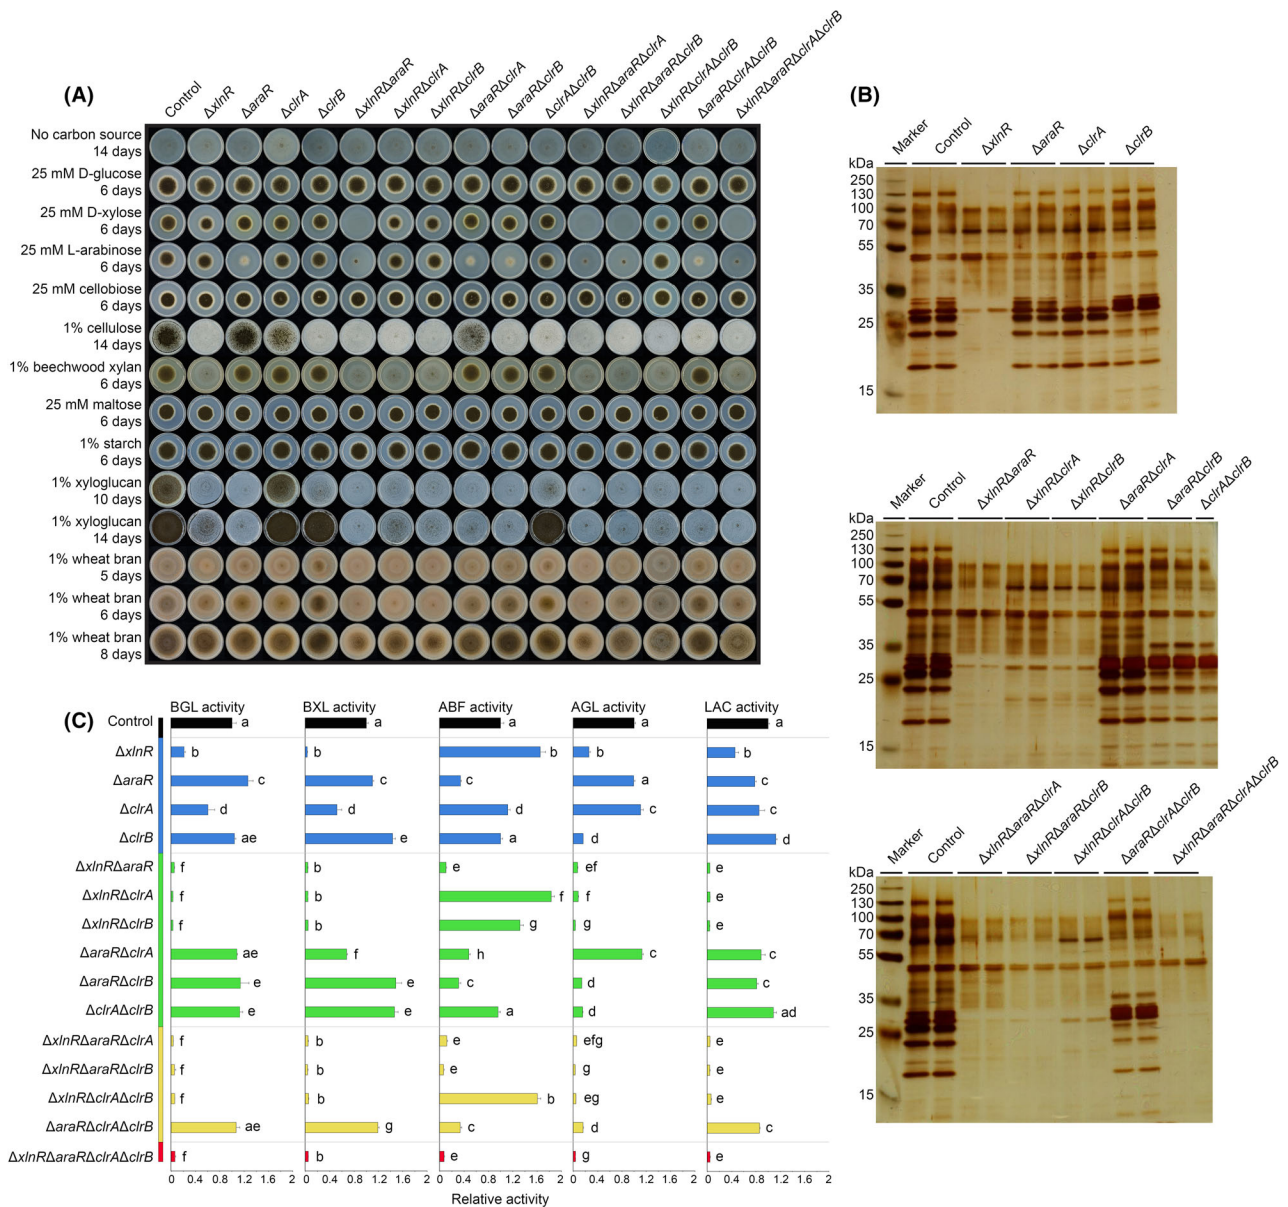 (A)
Control
ΔxlnR
ΔaraR
ΔclrA
ΔclrB
ΔxlnRΔaraR
ΔxlnRΔclrA
ΔxlnRΔclrB
ΔaraRΔclrA
ΔaraRΔclrB
ΔclrAΔclrB
ΔxlnRΔaraRΔclrA
ΔxlnRΔaraRΔclrB
ΔxlnRΔclrAΔclrB
ΔaraRΔclrAΔclrB
ΔxlnRΔaraRΔclrAΔclrB
No carbon source
14 days
25 mM D-glucose
6 days
25 mM D-xylose
6 days
25 mM L-arabinose
6 days
25 mM cellobiose
6 days
1% cellulose
14 days
1% beechwood xylan
6 days
25 mM maltose
6 days
1% starch
6 days
1% xyloglucan
10 days
1% xyloglucan
14 days
1% wheat bran
5 days
1% wheat bran
6 days
1% wheat bran
8 days
(B)
Marker
Control
ΔxlnR
ΔaraR
ΔclrA
ΔclrB
kDa
250
130
100
70
55
35
25
15
Marker
Control
ΔxlnRΔaraR
ΔxlnRΔclrA
ΔxlnRΔclrB
ΔaraRΔclrA
ΔaraRΔclrB
ΔclrAΔclrB
kDa
250
130
100
70
55
35
25
15
Marker
Control
ΔxlnRΔaraRΔclrA
ΔxlnRΔaraRΔclrB
ΔxlnRΔclrAΔclrB
ΔaraRΔclrAΔclrB
ΔxlnRΔaraRΔclrAΔclrB
kDa
250
130
100
70
55
35
25
15
(C)
BGL activity BXL activity ABF activity AGL activity LAC activity
Control a a a a a
ΔxlnR b b b b b
ΔaraR c c c a c
ΔclrA d d d c c
ΔclrB ae e a d d
ΔxlnRΔaraR f b e ef e
ΔxlnRΔclrA f b f f e
ΔxlnRΔclrB f b g g e
ΔaraRΔclrA ae f h c c
ΔaraRΔclrB e e c d c
ΔclrAΔclrB e e a d ad
ΔxlnRΔaraRΔclrA f b e efg e
ΔxlnRΔaraRΔclrB f b e g e
ΔxlnRΔclrAΔclrB f b b eg e
ΔaraRΔclrAΔclrB ae g c d c
ΔxlnRΔaraRΔclrAΔclrB f b e g e
0 0.4 0.8 1.2 1.6 2 0 0.4 0.8 1.2 1.6 2 0 0.4 0.8 1.2 1.6 2 0 0.4 0.8 1.2 1.6 2 0 0.4 0.8 1.2 1.6 2
Relative activity